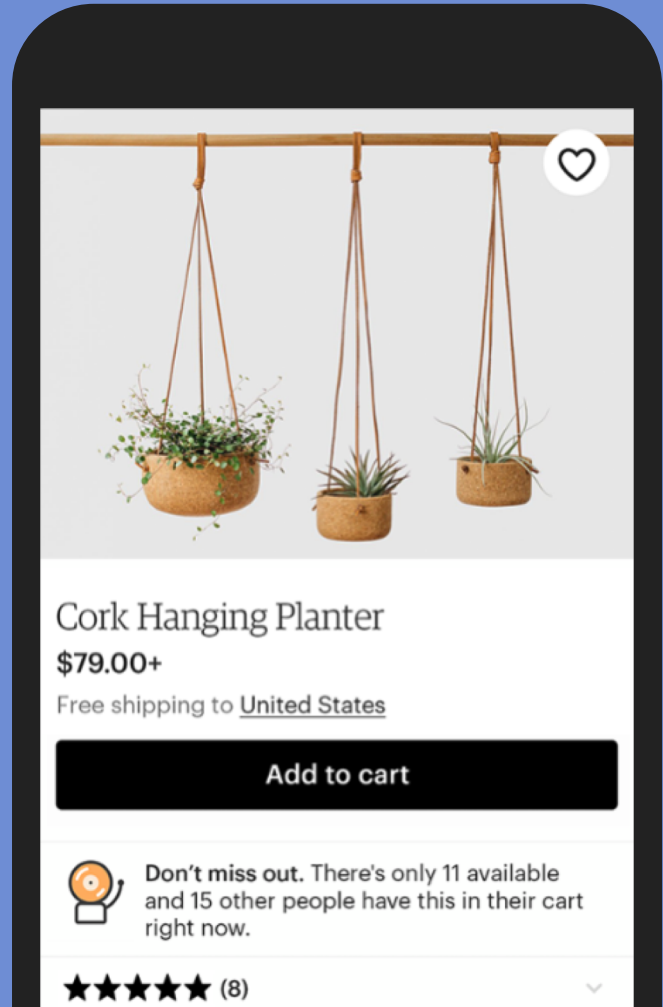 Cork Hanging Planter
$79.00+
Free shipping to United States
Add to cart
Don’t miss out. There's only 11 available
and 15 other people have this in their cart
right now.
★★★★★ (8)